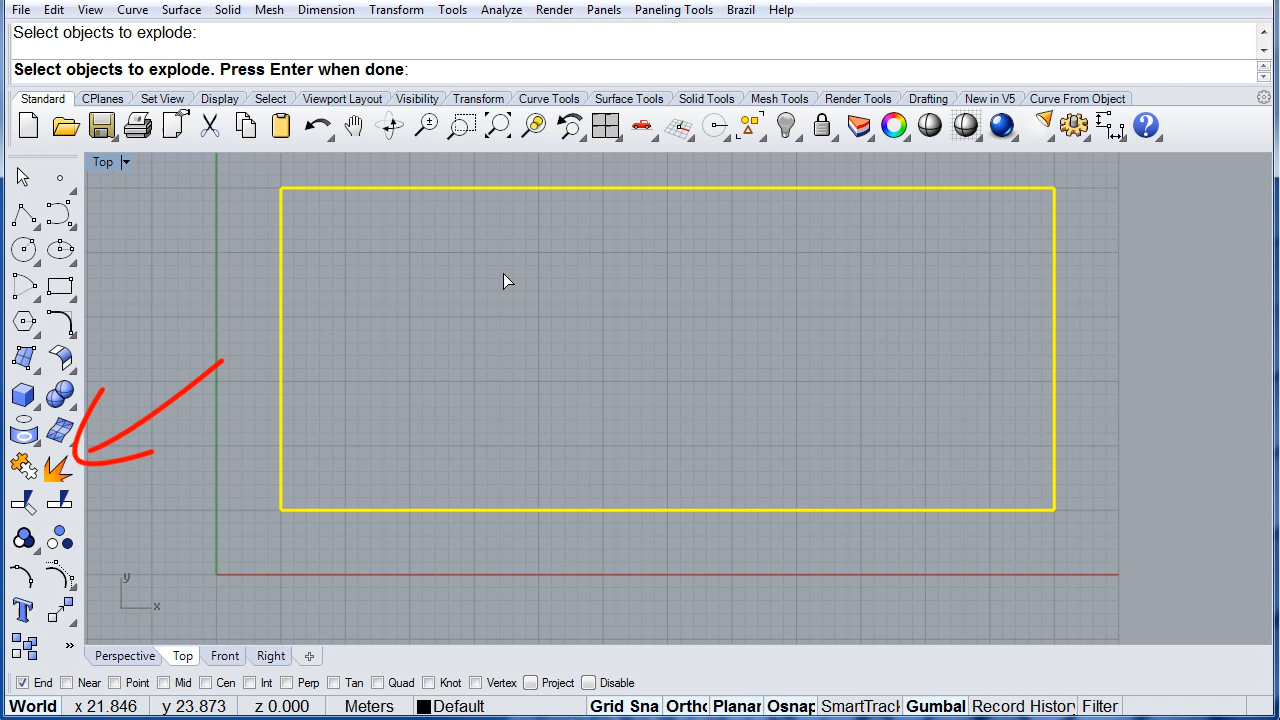 File Edit View Curve Surface Solid Mesh Dimension Transform Tools Analyze Render Panels Paneling Tools Brazil Help
Select objects to explode:
Select objects to explode. Press Enter when done:
Standard CPlanes Set View Display Select Viewport Layout Visibility Transform Curve Tools Surface Tools Solid Tools Mesh Tools Render Tools Drafting New in V5 Curve From Object
Top
y
x
Perspective Top Front Right
End Near Point Mid Cen Int Perp Tan Quad Knot Vertex Project Disable
World x 21.846 y 23.873 z 0.000 Meters Default Grid Sna Ortho Planar Osnap SmartTrack Gumbal Record History Filter